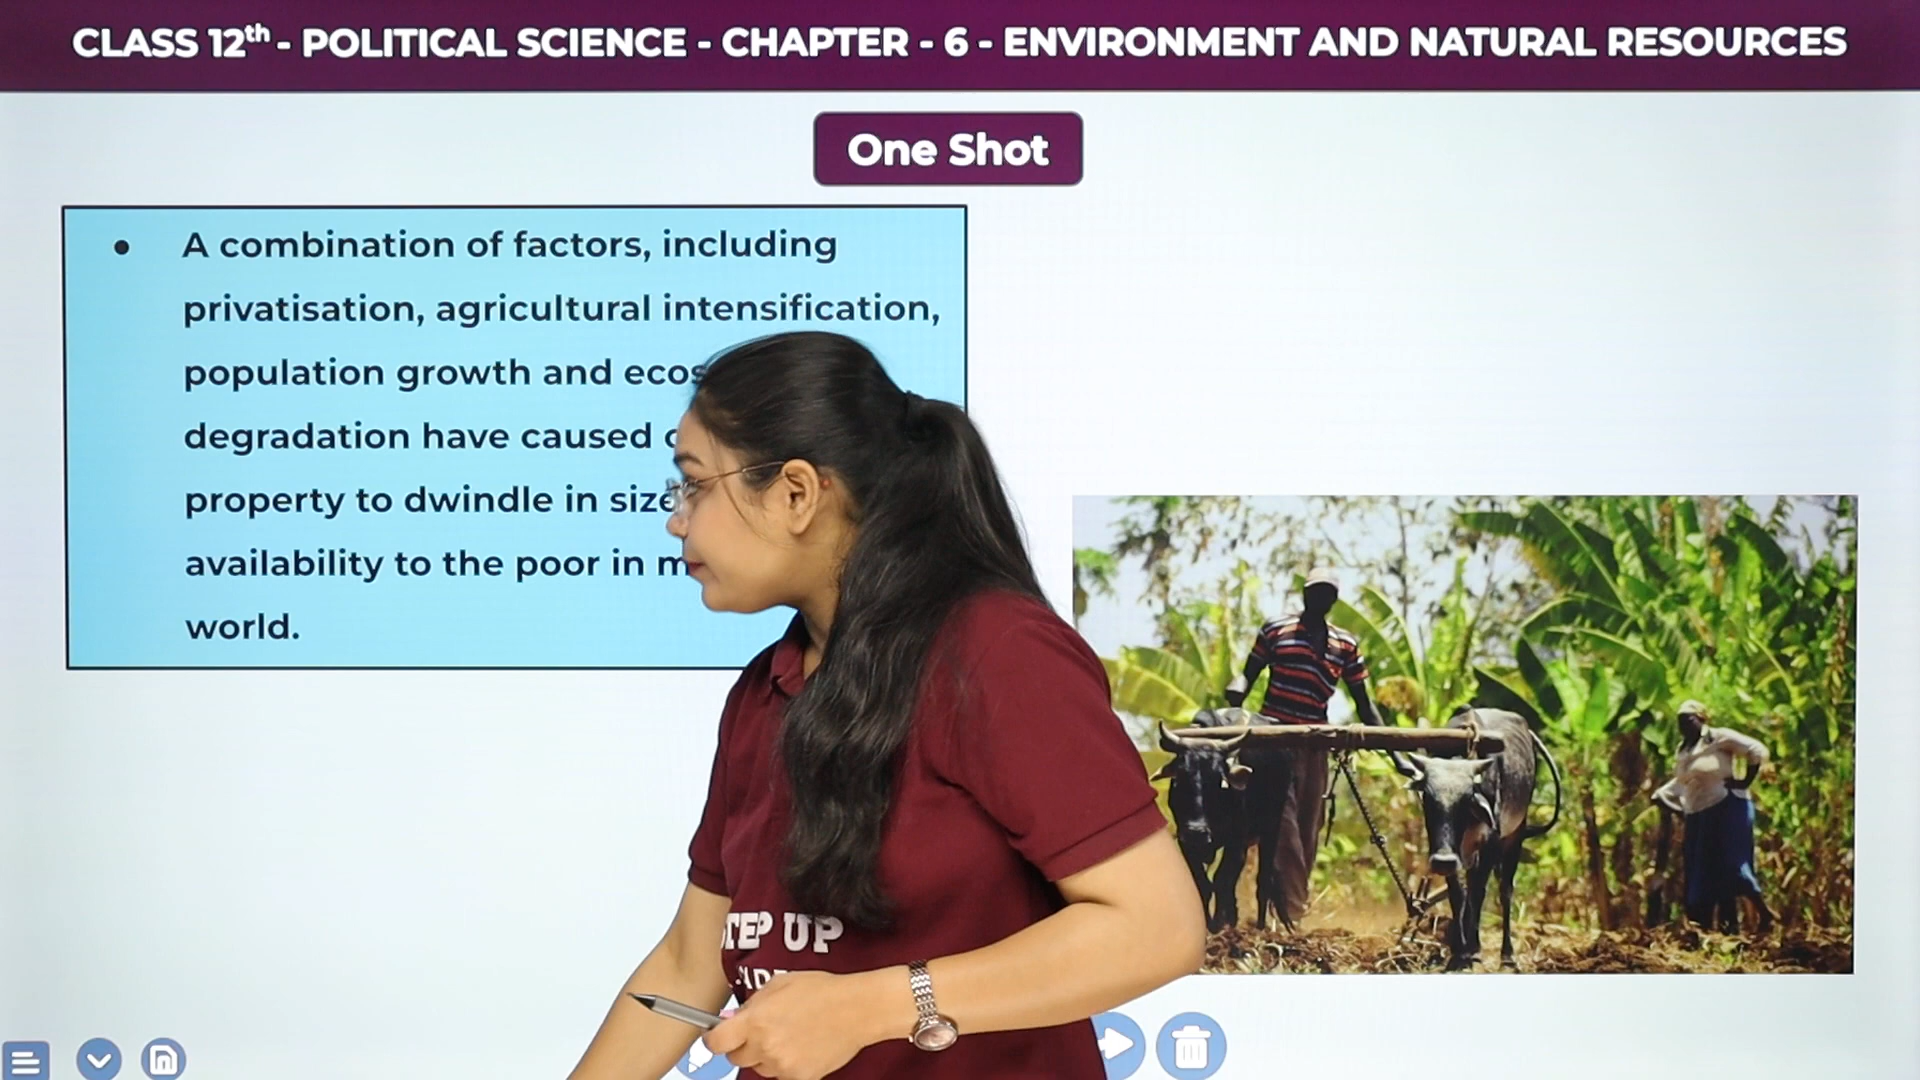 CLASS 12th - POLITICAL SCIENCE - CHAPTER - 6 - ENVIRONMENT AND NATURAL RESOURCES
One Shot
• A combination of factors, including
privatisation, agricultural intensification,
population growth and
degradation have caused
property to dwindle in size
availability to the poor in
world.
UP